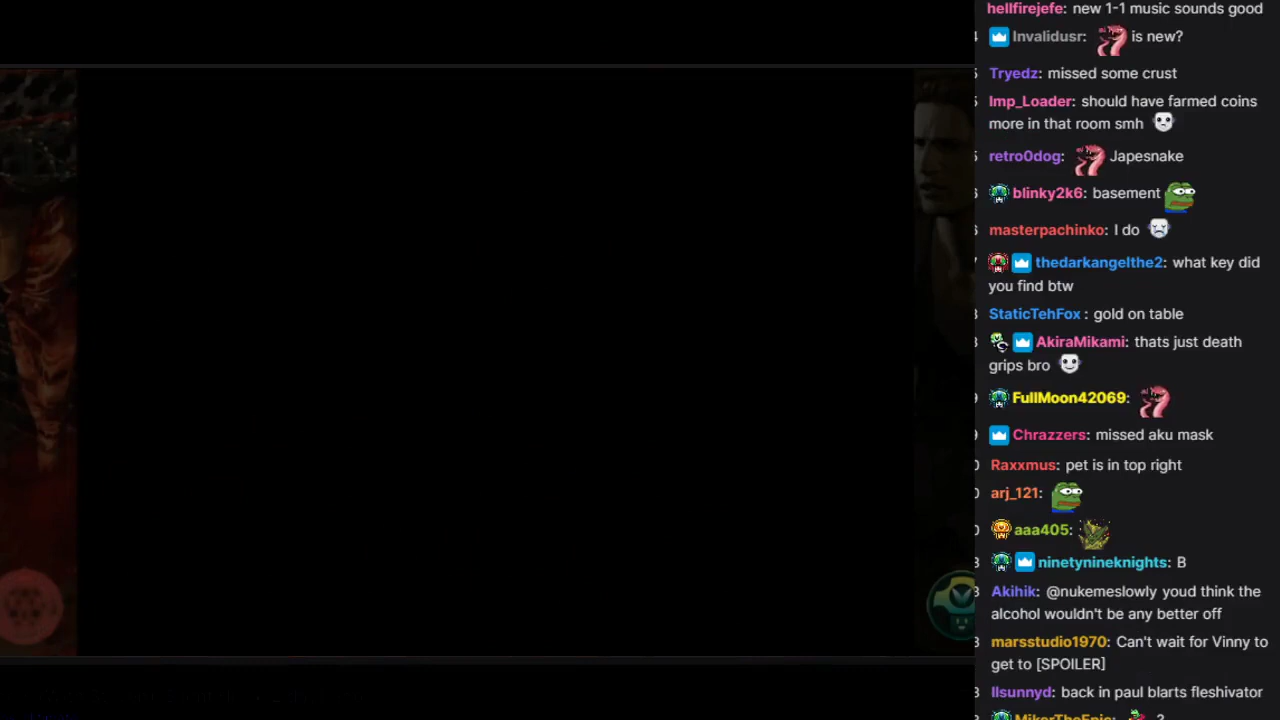 hellfirejefe: new 1-1 music sounds good
Invalidusr: is new?
Tryedz: missed some crust
Imp_Loader: should have farmed coins
more in that room smh
retro0dog: Japesnake
blinky2k6: basement
masterpachinko: I do
thedarkangelthe2: what key did
you find btw
StaticTehFox : gold on table
AkiraMikami: thats just death
grips bro
FullMoon42069:
Chrazzers: missed aku mask
Raxxmus: pet is in top right
arj_121:
aaa405:
ninetynineknights: B
Akihik: @nukemeslowly youd think the
alcohol wouldn't be any better off
marsstudio1970: Can't wait for Vinny to
get to [SPOILER]
llsunnyd: back in paul blarts fleshivator
MikerTheEpic: ?